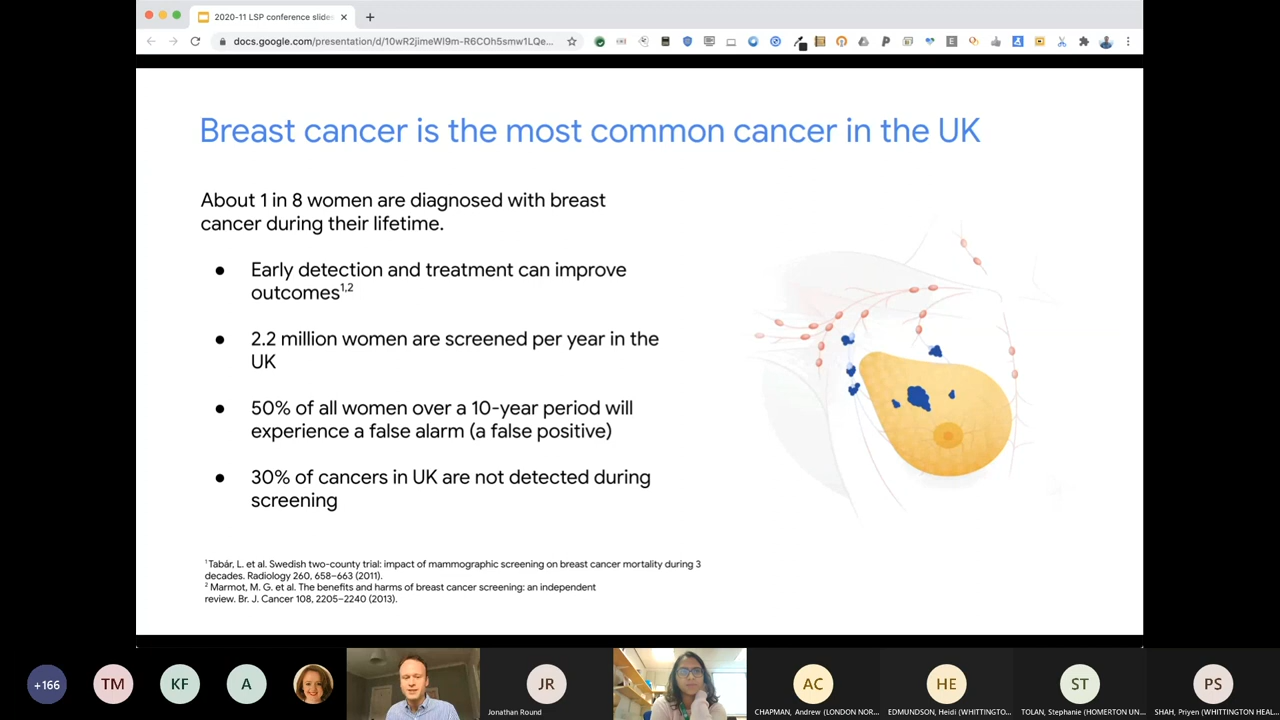 2020-11 LSP conference slides
docs.google.com/presentation/d/10wR2jimeWI9m-R6COh5smw1LQe...
Breast cancer is the most common cancer in the UK
About 1 in 8 women are diagnosed with breast
cancer during their lifetime.
● Early detection and treatment can improve
outcomes1,2
● 2.2 million women are screened per year in the
UK
● 50% of all women over a 10-year period will
experience a false alarm (a false positive)
● 30% of cancers in UK are not detected during
screening
1 Tabár, L. et al. Swedish two-county trial: impact of mammographic screening on breast cancer mortality during 3
decades. Radiology 260, 658–663 (2011).
2 Marmot, M. G. et al. The benefits and harms of breast cancer screening: an independent
review. Br. J. Cancer 108, 2205–2240 (2013).
+166
TM
KF
A
JR
Jonathan Round
AC
CHAPMAN, Andrew (LONDON NOR...
HE
EDMUNDSON, Heidi (WHITTINGTO...
ST
TOLAN, Stephanie (HOMERTON UN...
PS
SHAH, Priyen (WHITTINGTON HEAL...